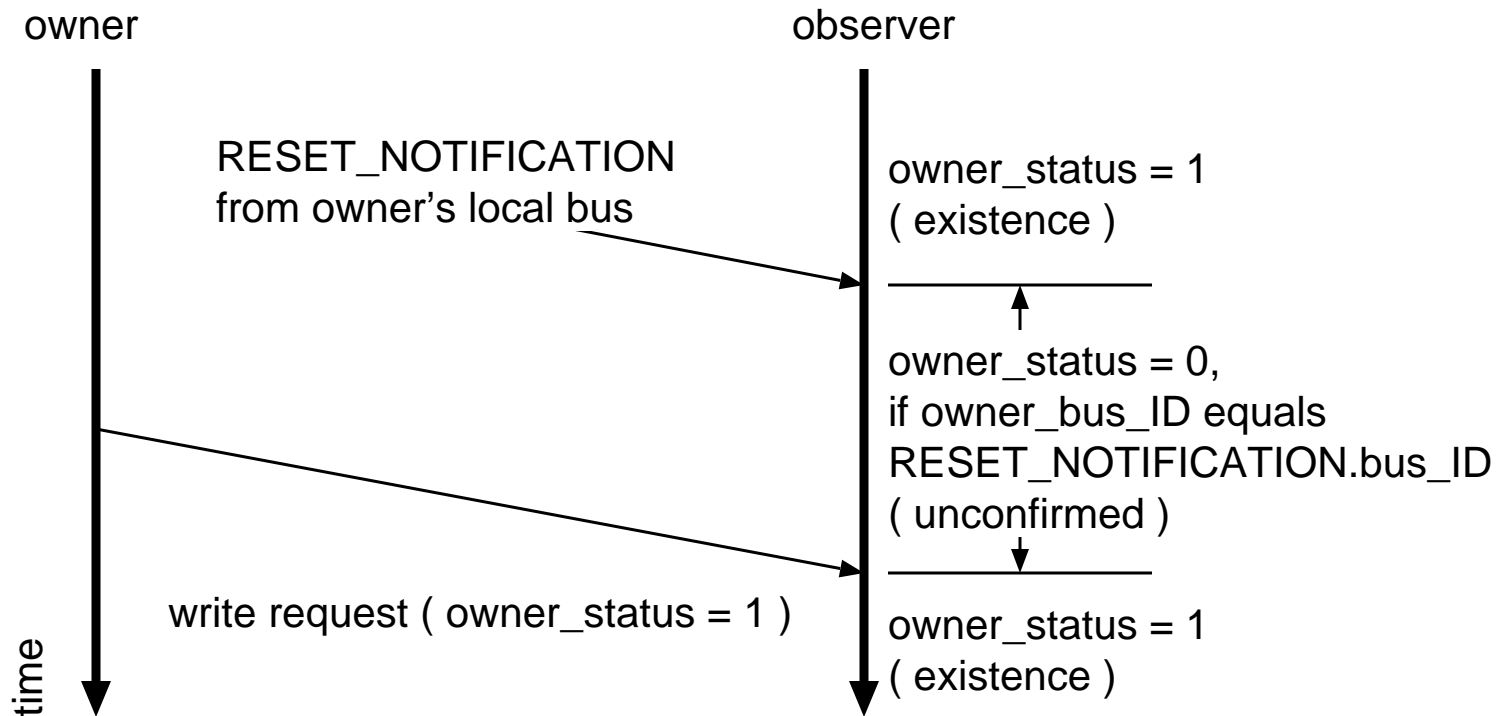 owner
observer
RESET_NOTIFICATION
from owner's local bus
owner_status = 1
( existence )
owner_status = 0,
if owner_bus_ID equals
RESET_NOTIFICATION.bus_ID
( unconfirmed )
write request ( owner_status = 1 )
owner_status = 1
( existence )
time